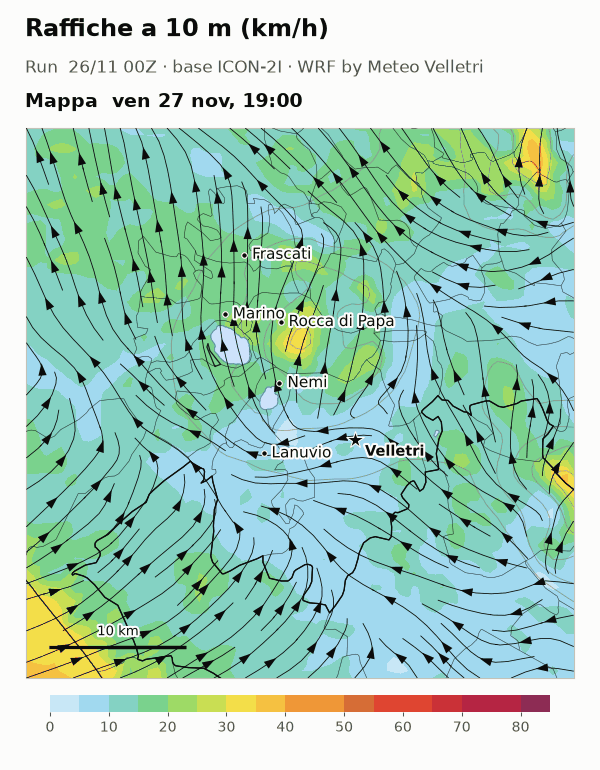 Raffiche a 10 m (km/h)
Run  26/11 00Z · base ICON-2I · WRF by Meteo Velletri
Mappa  ven 27 nov, 19:00
Frascati
Marino
Rocca di Papa
Nemi
Velletri
Lanuvio
10 km
0 10 20 30 40 50 60 70 80